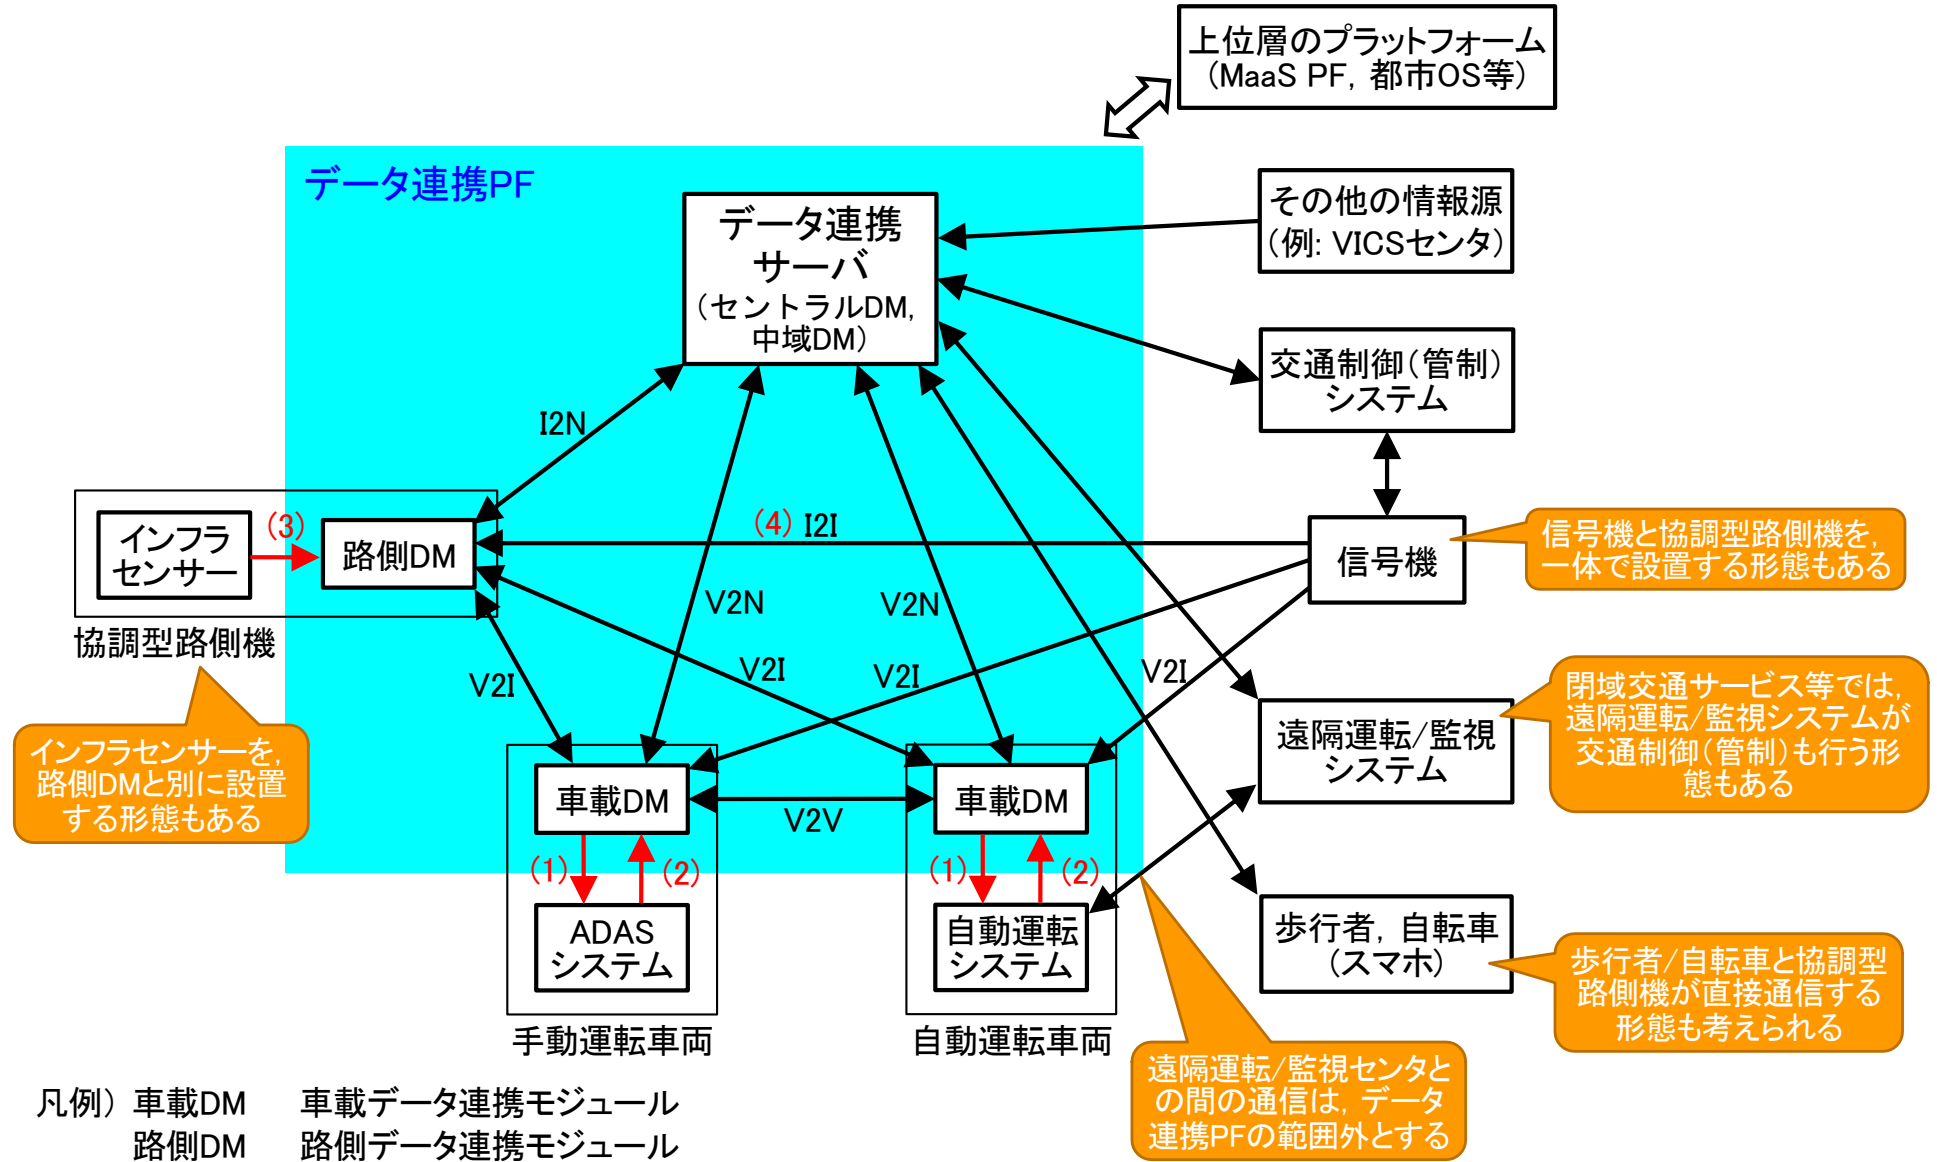 上位層のプラットフォーム
(MaaS PF, 都市OS等)
データ連携PF
データ連携
サーバ
(セントラルDM,
中域DM)
その他の情報源
(例: VICSセンタ)
交通制御(管制)
システム
I2N
インフラ
センサー
(3)
路側DM
(4) I2I
信号機
信号機と協調型路側機を,
一体で設置する形態もある
協調型路側機
V2N
V2N
V2I
V2I
V2I
V2I
インフラセンサーを,
路側DMと別に設置
する形態もある
遠隔運転/監視
システム
閉域交通サービス等では,
遠隔運転/監視システムが
交通制御(管制)も行う形
態もある
車載DM
V2V
車載DM
(1)
(2)
(1)
(2)
ADAS
システム
自動運転
システム
手動運転車両
自動運転車両
歩行者, 自転車
(スマホ)
歩行者/自転車と協調型
路側機が直接通信する
形態も考えられる
遠隔運転/監視センタと
の間の通信は, データ
連携PFの範囲外とする
凡例) 車載DM 車載データ連携モジュール
路側DM 路側データ連携モジュール